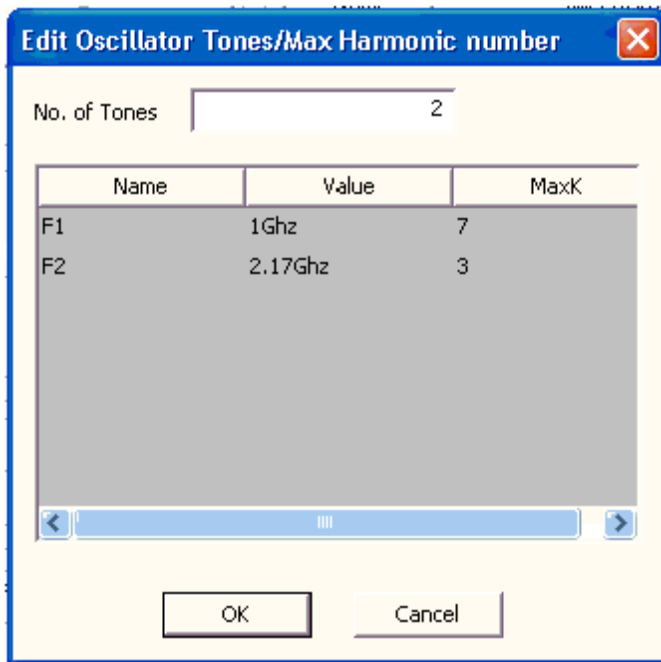 Edit Oscillator Tones/Max Harmonic number
No. of Tones 2
Name Value MaxK
F1 1Ghz 7
F2 2.17Ghz 3
OK Cancel